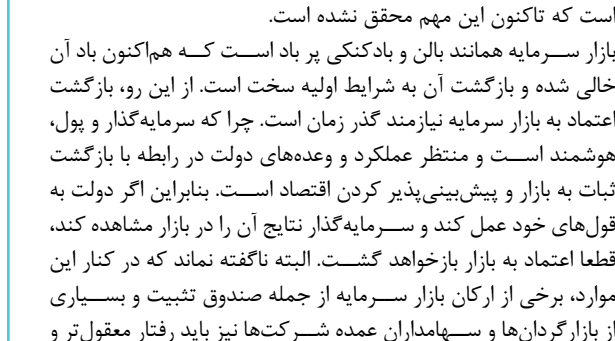 است که تاکنون این مهم محقق نشده است.
بازار سرمایه همانند بالن و بادکنکی پر باد است که هم‌اکنون باد آن
خالی شده و بازگشت آن به شرایط اولیه سخت است. از این رو، بازگشت
اعتماد به بازار سرمایه نیازمند گذر زمان است. چرا که سرمایه‌گذار و پول،
هوشمند است و منتظر عملکرد و وعده‌های دولت در رابطه با بازگشت
ثبات به بازار و پیش‌بینی‌پذیر کردن اقتصاد است. بنابراین اگر دولت به
قول‌های خود عمل کند و سرمایه‌گذار نتایج آن را در بازار مشاهده کند،
قطعا اعتماد به بازار بازخواهد گشت. البته ناگفته نماند که در کنار این
موارد، برخی از ارکان بازار سرمایه از جمله صندوق تثبیت و بسیاری
از بازارگردان‌ها و سهامداران عمده شرکت‌ها نیز باید رفتار معقول‌تر و